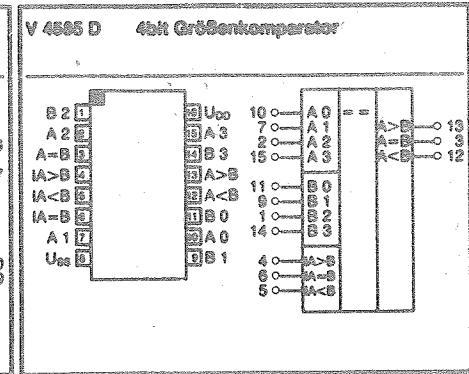 V 4585 D 4bit Größenkomparator
B 2 1 16 U_DD
A 2 2 15 A 3
A=B 3 14 B 3
IA>B 4 13 A>B
IA<B 5 12 A<B
IA=B 6 11 B 0
A 1 7 10 A 0
U_SS 8 9 B 1
10 A 0 ==
7 A 1 A>B 13
2 A 2 A=B 3
15 A 3 A<B 12
11 B 0
9 B 1
1 B 2
14 B 3
4 IA>B
6 IA=B
5 IA<B